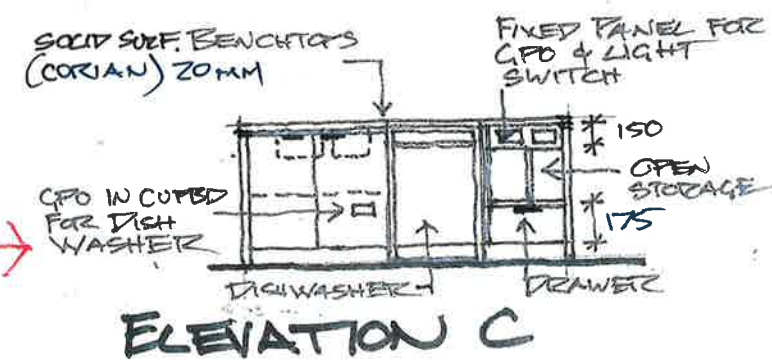 SOLID SURF. BENCHTOPS
(CORIAN) 20MM
FIXED PANEL FOR
GPO & LIGHT
SWITCH
150
OPEN
STORAGE
GPO IN CUPBD
FOR DISH
WASHER
175
DISHWASHER
DRAWER
ELEVATION C